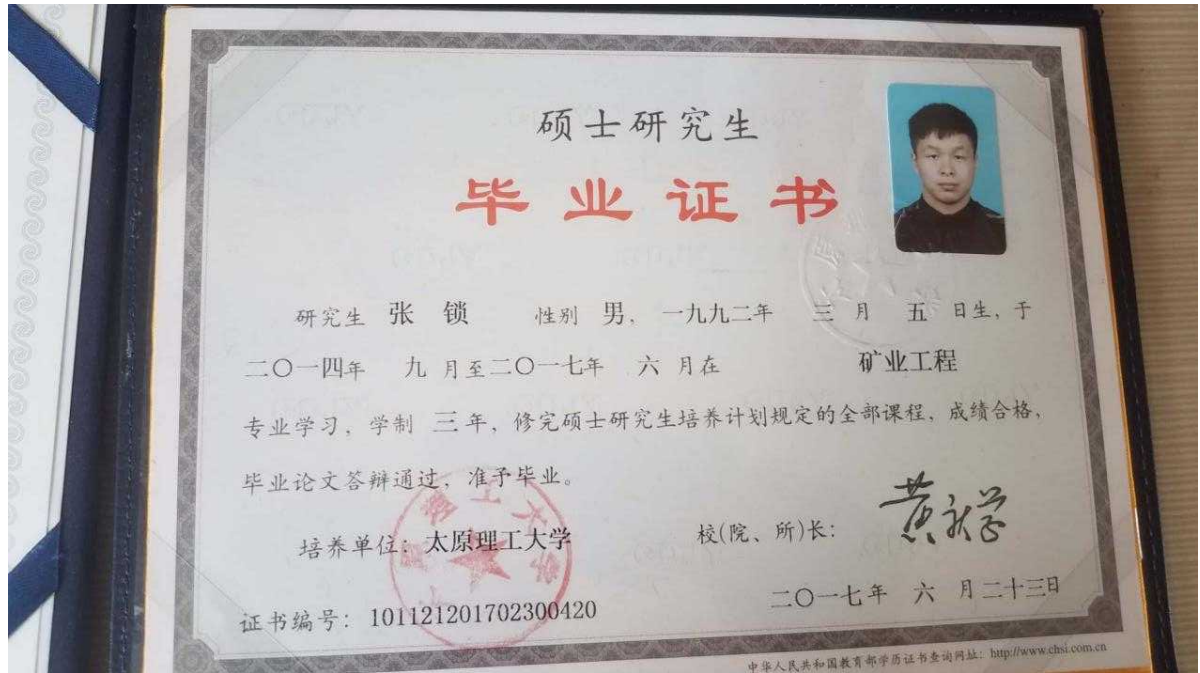 硕士研究生
毕业证书
研究生 张 锁 性别 男，一九九二年 三 月 五 日生，于
二〇一四年 九 月至二〇一七年 六 月在 矿业工程
专业学习，学制 三 年，修完硕士研究生培养计划规定的全部课程，成绩合格，
毕业论文答辩通过，准予毕业。
培养单位：太原理工大学
校(院、所)长：
证书编号：101121201702300420
二〇一七年 六 月二十三日
中华人民共和国教育部学历证书查询网址：http://www.chsi.com.cn